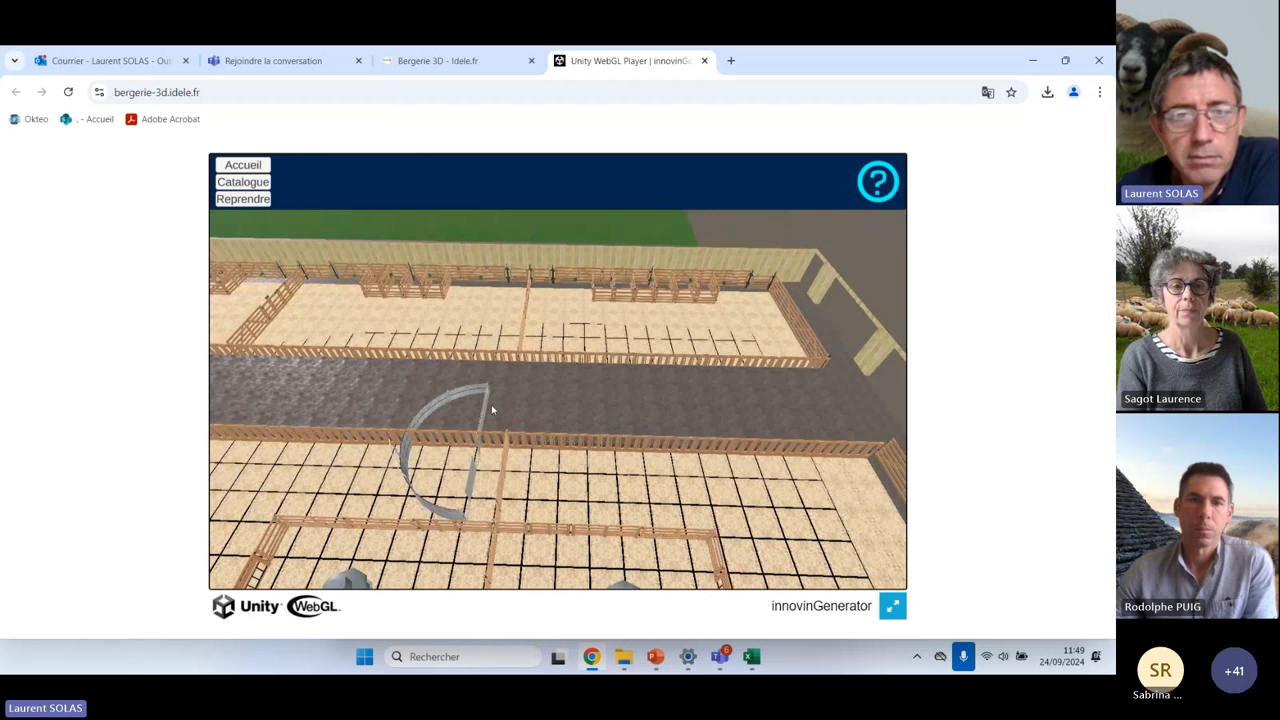 Courrier - Laurent SOLAS - Out
Rejoindre la conversation
Bergerie 3D - Idele.fr
Unity WebGL Player | innovinGe
bergerie-3d.idele.fr
Okteo
. - Accueil
Adobe Acrobat
Accueil
Catalogue
Reprendre
?
Unity
WebGL
innovinGenerator
Rechercher
6
11:49
24/09/2024
Laurent SOLAS
Laurent SOLAS
Sagot Laurence
Rodolphe PUIG
SR
Sabrina ...
+41